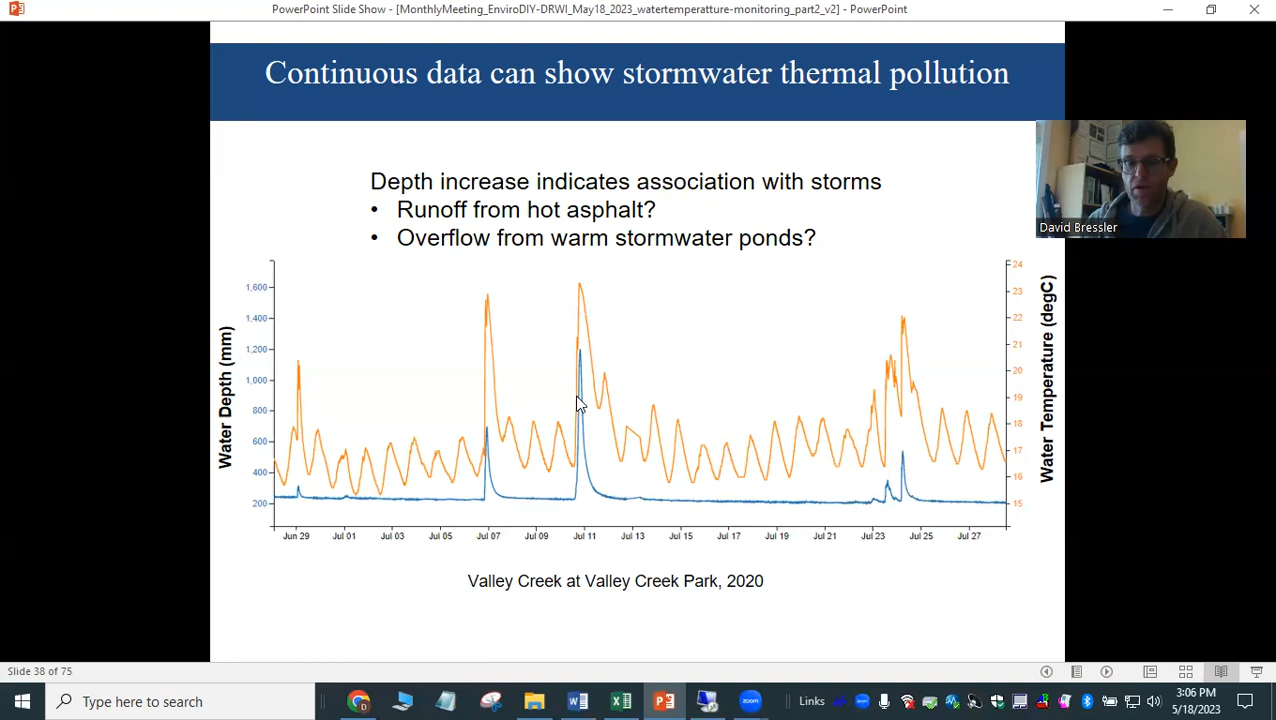 PowerPoint Slide Show - [MonthlyMeeting_EnviroDIY-DRWI_May18_2023_watertemperatture-monitoring_part2_v2] - PowerPoint
Continuous data can show stormwater thermal pollution
David Bressler
Depth increase indicates association with storms
• Runoff from hot asphalt?
• Overflow from warm stormwater ponds?
Water Depth (mm)
1,600
1,400
1,200
1,000
800
600
400
200
24
23
22
21
20
19
18
17
16
15
Water Temperature (degC)
Jun 29 Jul 01 Jul 03 Jul 05 Jul 07 Jul 09 Jul 11 Jul 13 Jul 15 Jul 17 Jul 19 Jul 21 Jul 23 Jul 25 Jul 27
Valley Creek at Valley Creek Park, 2020
Slide 38 of 75
Type here to search
Links
3:06 PM
5/18/2023